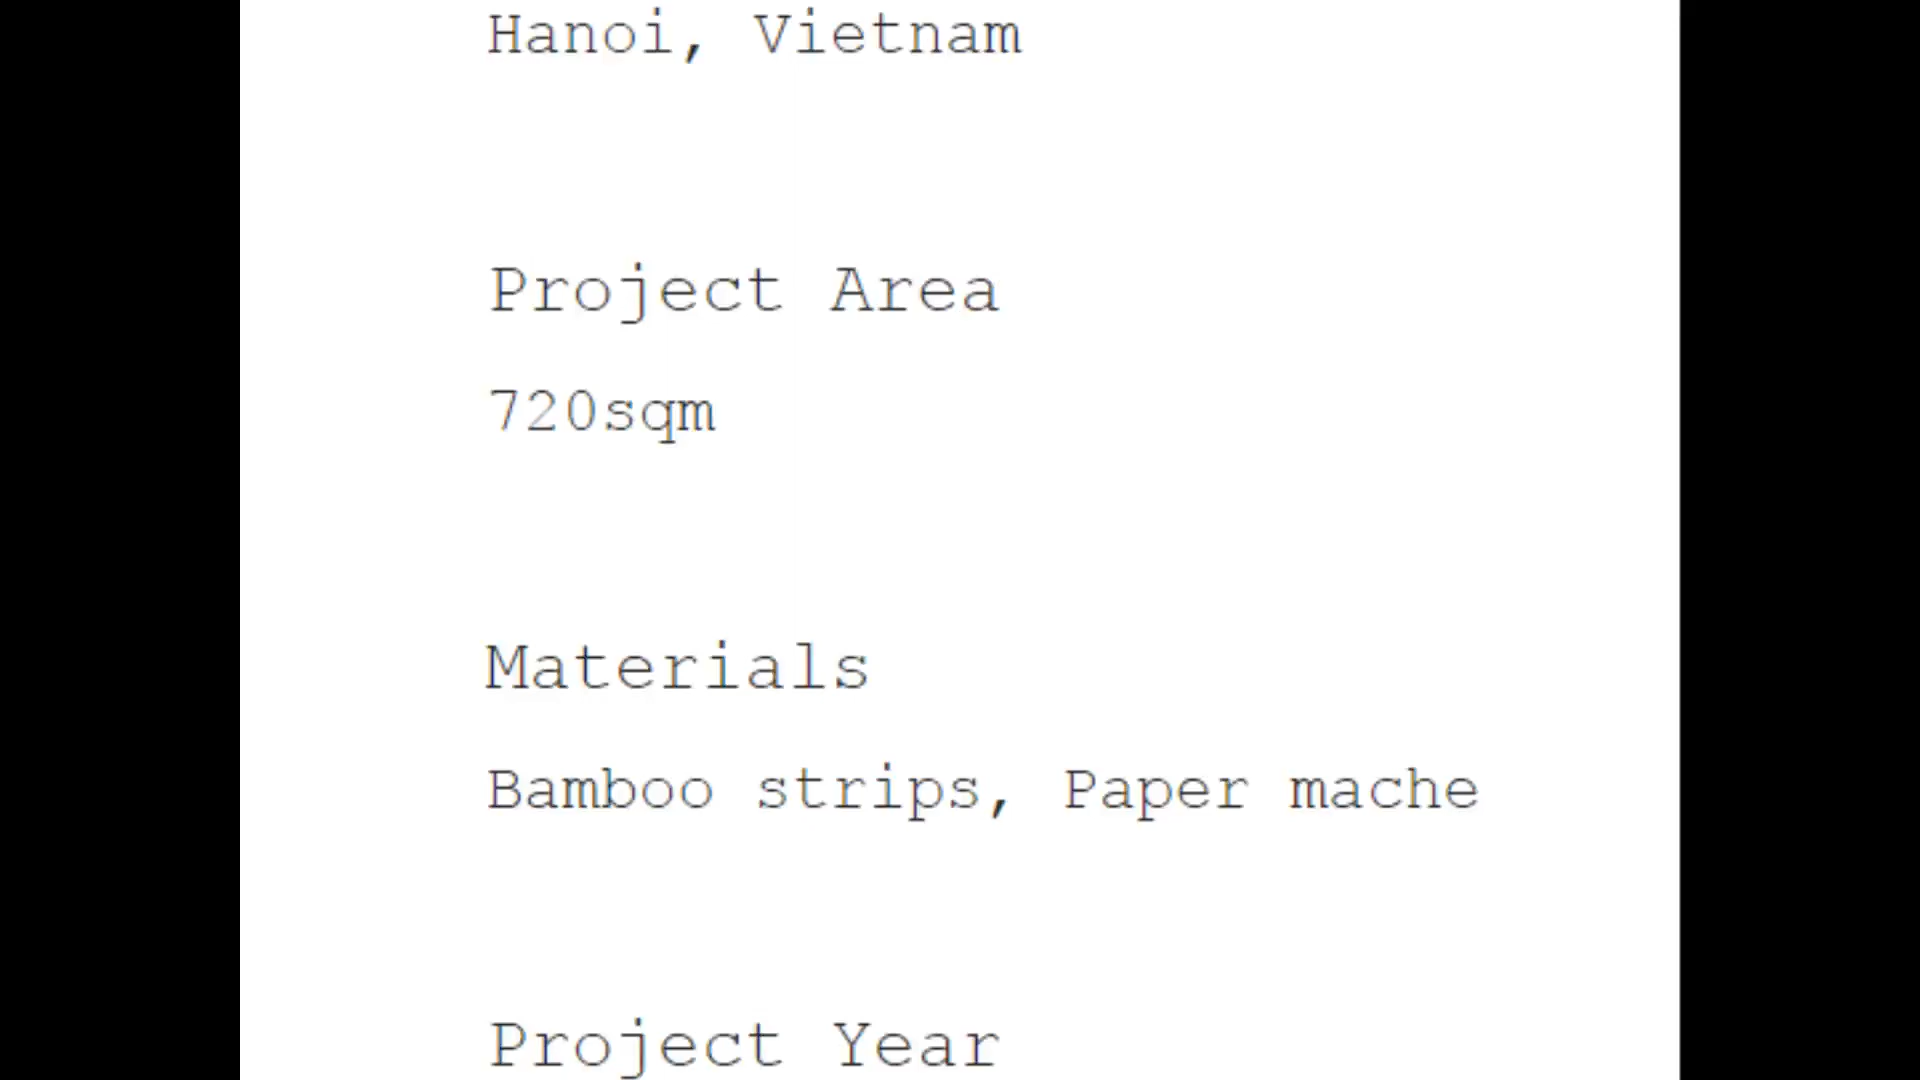 Hanoi, Vietnam
Project Area
720sqm
Materials
Bamboo strips, Paper mache
Project Year